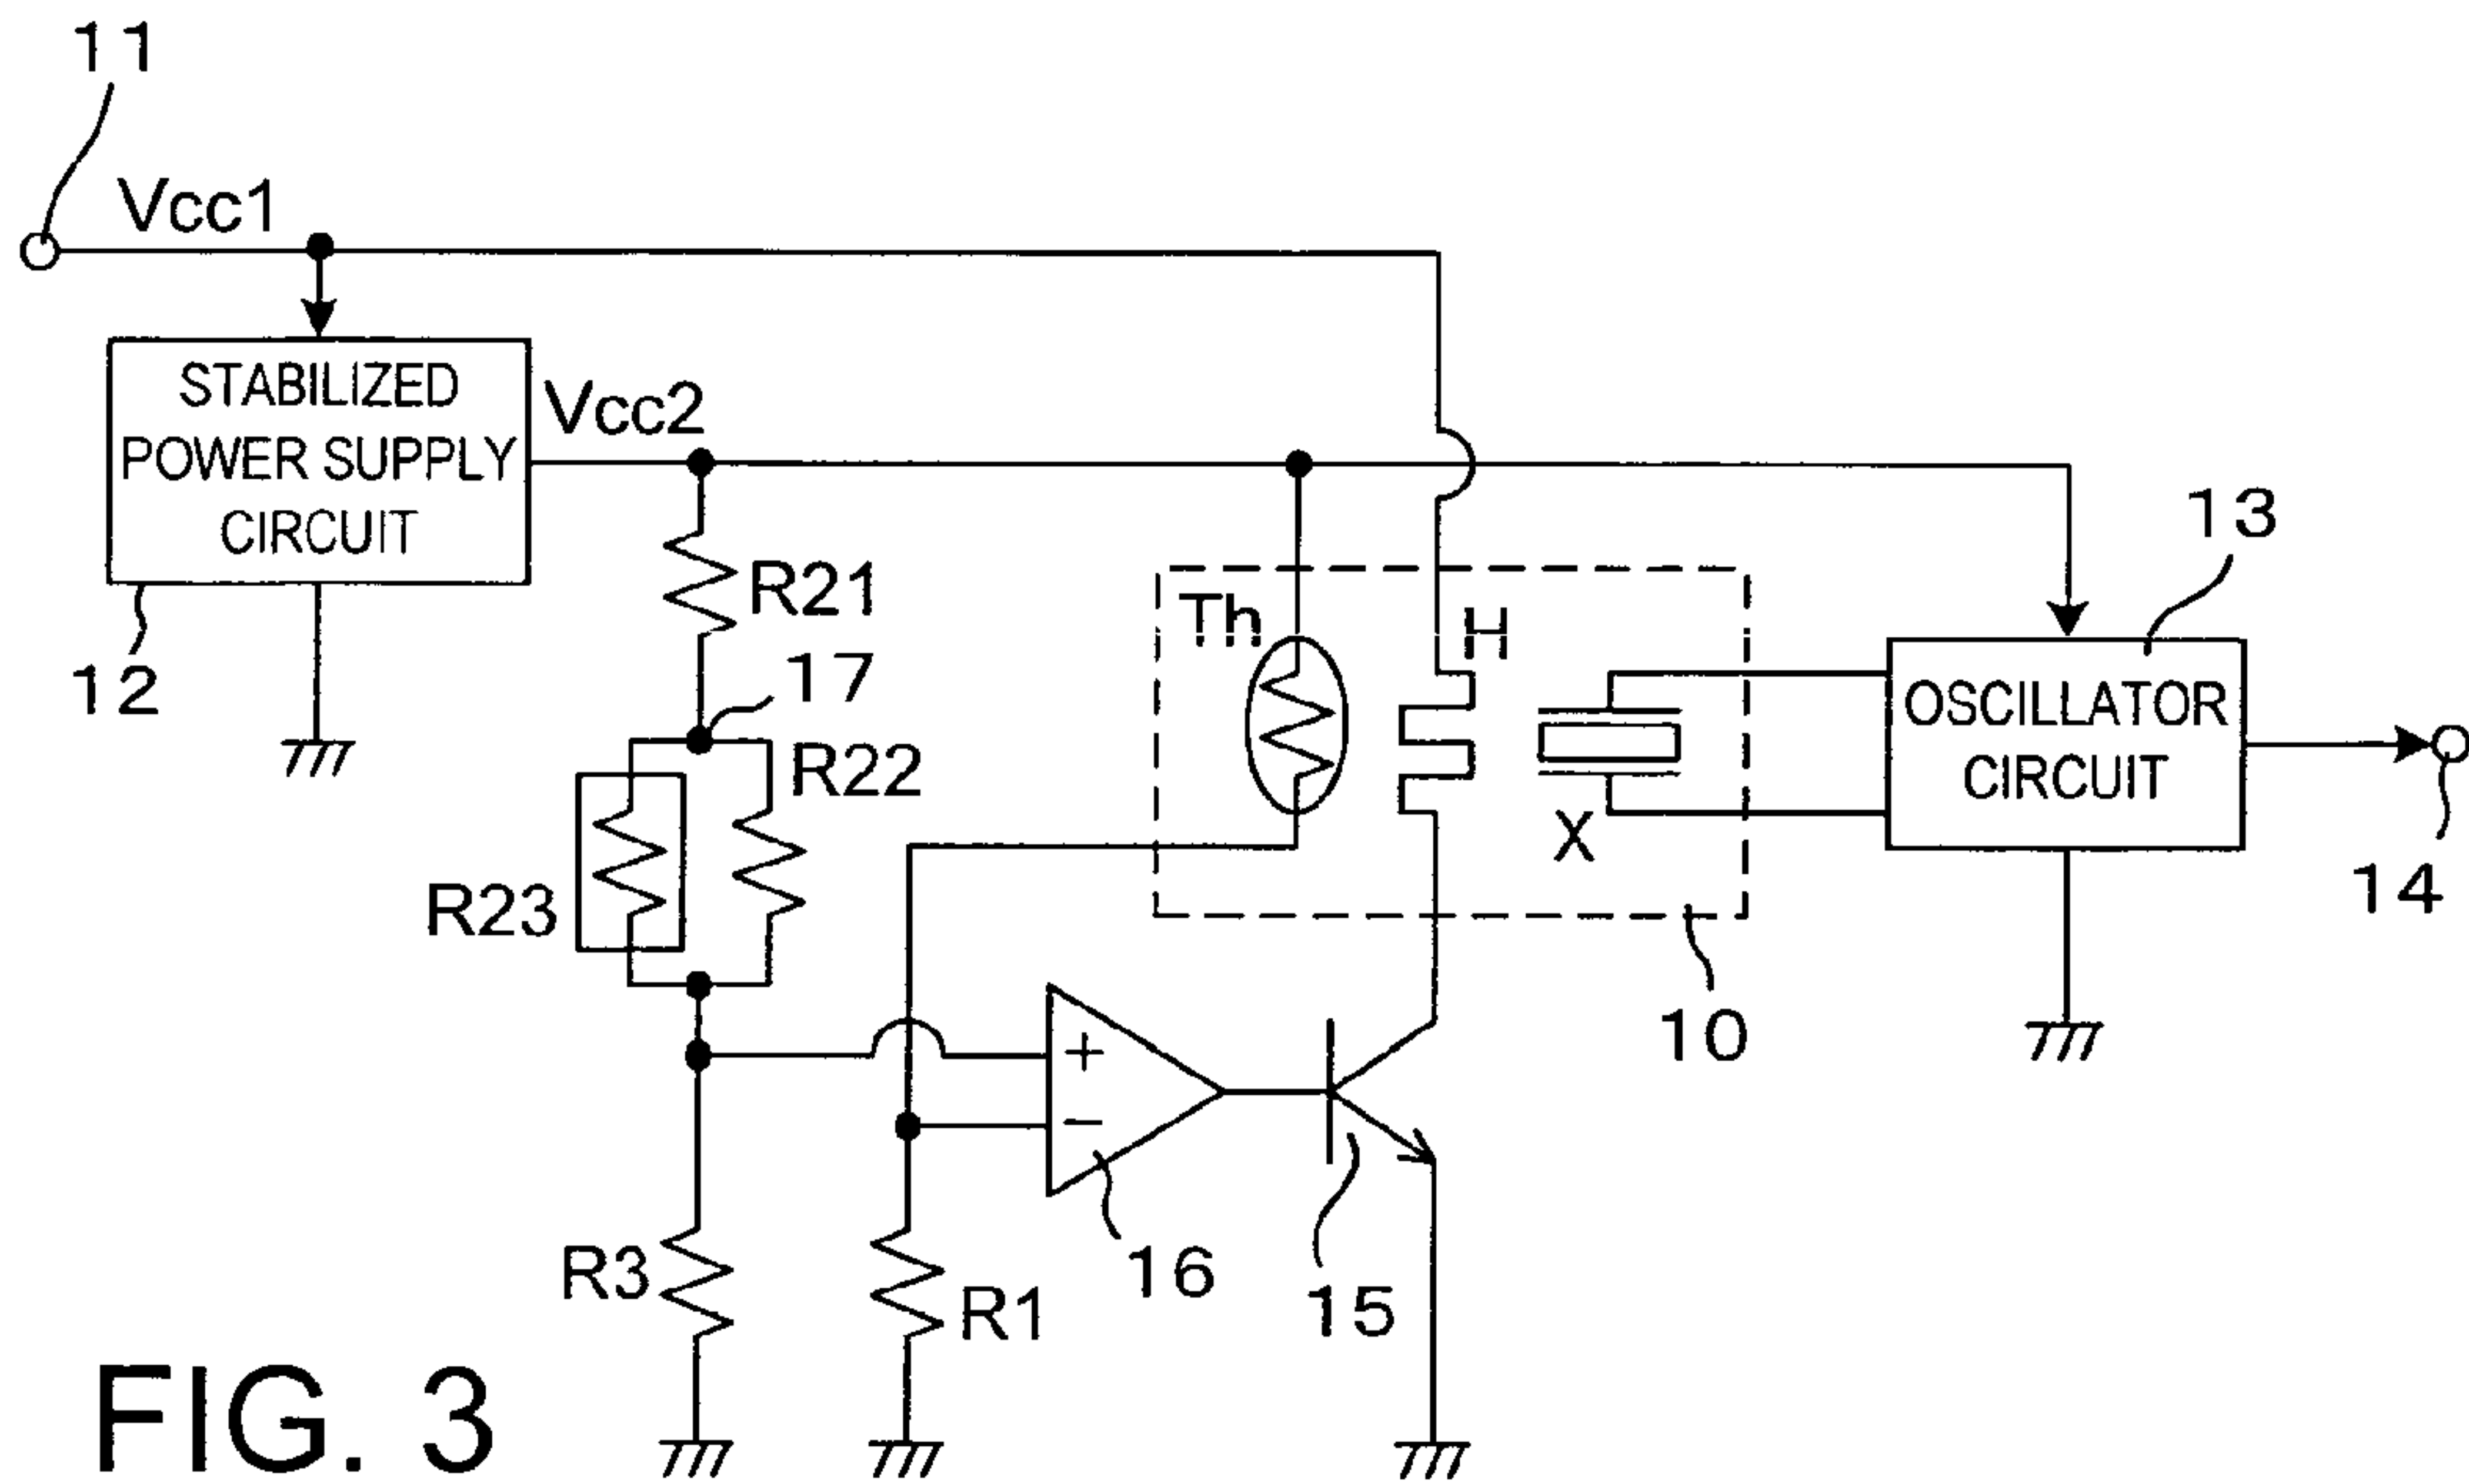 11
Vcc1
STABILIZED
POWER SUPPLY
CIRCUIT
Vcc2
12
R21
17
R22
R23
Th
H
X
13
OSCILLATOR
CIRCUIT
14
10
+
−
16
15
R3
R1
FIG. 3